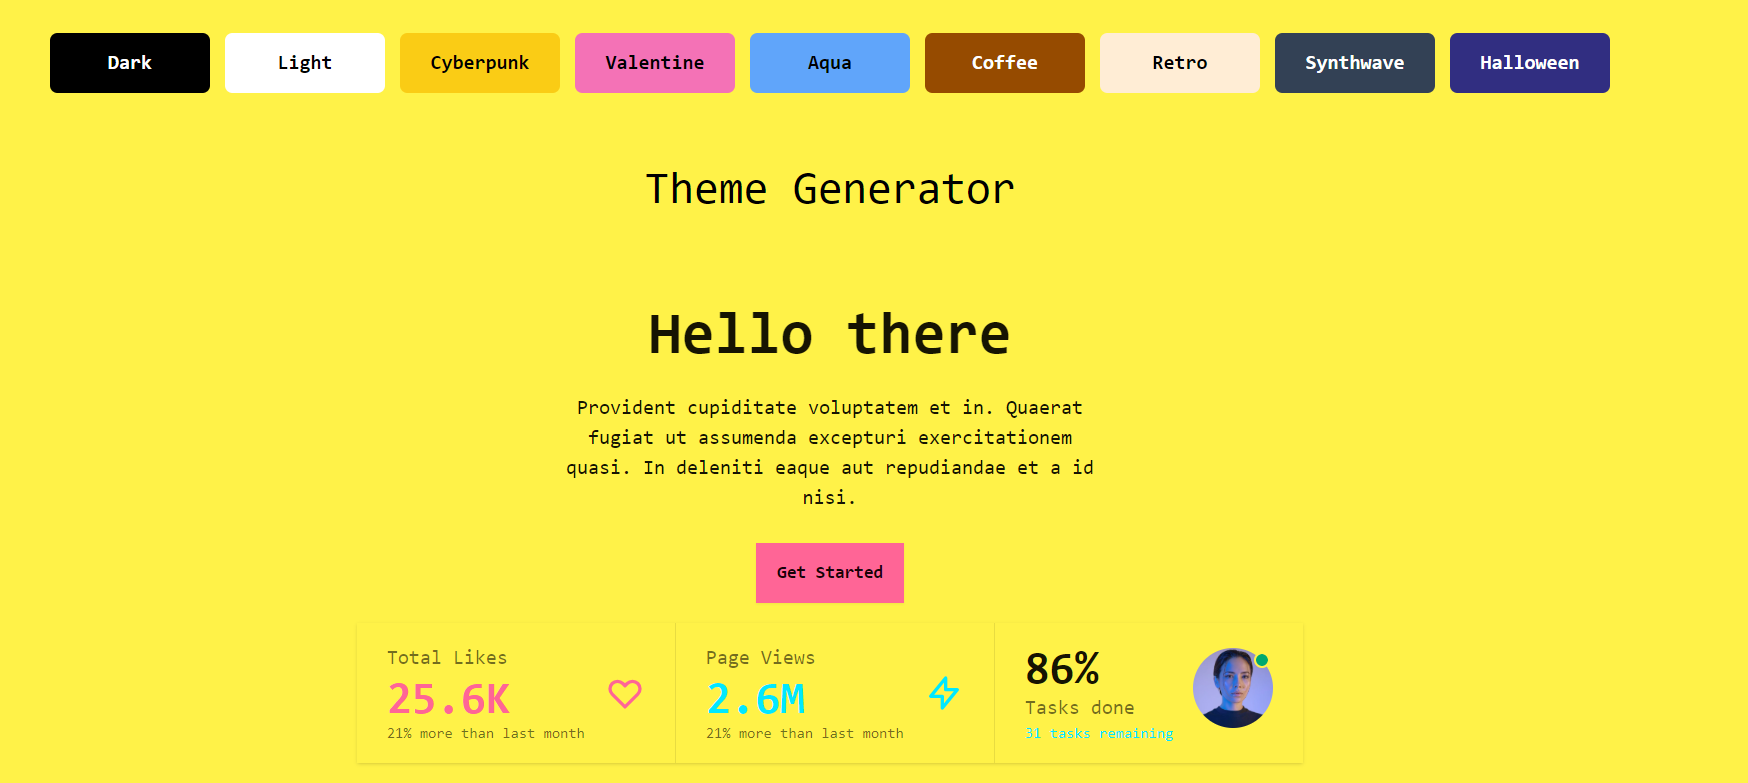 Dark
Light
Cyberpunk
Valentine
Aqua
Coffee
Retro
Synthwave
Halloween
Theme Generator
Hello there
Provident cupiditate voluptatem et in. Quaerat
fugiat ut assumenda excepturi exercitationem
quasi. In deleniti eaque aut repudiandae et a id
nisi.
Get Started
Total Likes
25.6K
21% more than last month
Page Views
2.6M
21% more than last month
86%
Tasks done
31 tasks remaining